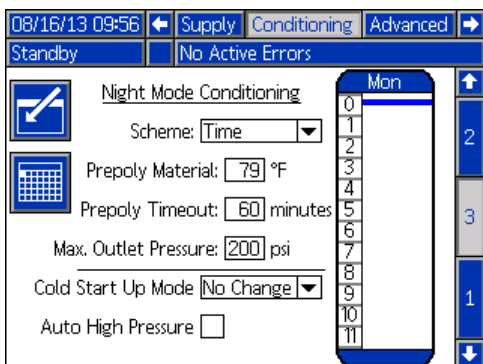 08/16/13 09:56 Supply Conditioning Advanced
Standby No Active Errors
Night Mode Conditioning
Scheme: Time
Prepoly Material: 79 °F
Prepoly Timeout: 60 minutes
Max. Outlet Pressure: 200 psi
Cold Start Up Mode No Change
Auto High Pressure
Mon
0
1
2
3
4
5
6
7
8
9
10
11
2
3
1